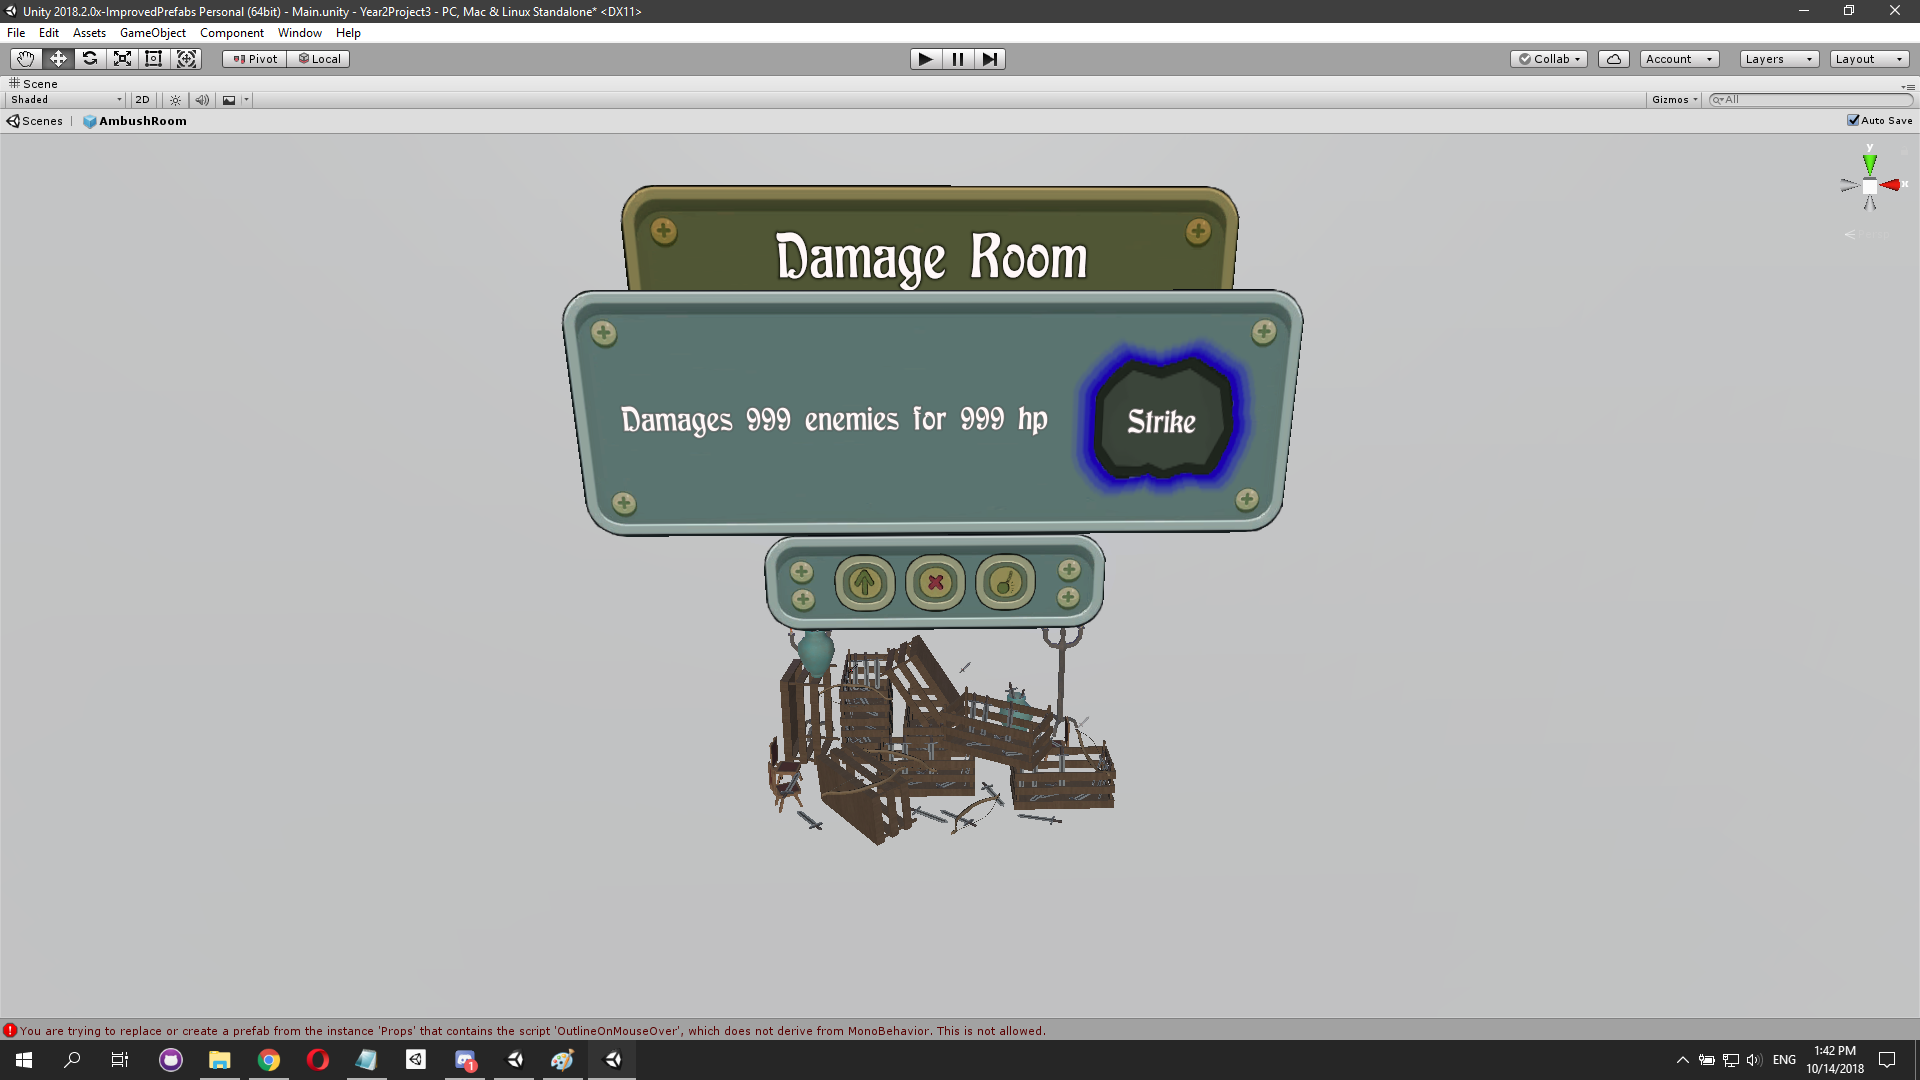 Unity 2018.2.0x-ImprovedPrefabs Personal (64bit) - Main.unity - Year2Project3 - PC, Mac & Linux Standalone* <DX11>
File Edit Assets GameObject Component Window Help
Pivot Local Collab Account Layers Layout
Scene
Shaded 2D Gizmos All
Scenes | AmbushRoom Auto Save
y
x
Damage Room
Damages 999 enemies for 999 hp
Strike
You are trying to replace or create a prefab from the instance 'Props' that contains the script 'OutlineOnMouseOver', which does not derive from MonoBehavior. This is not allowed.
1
ENG
1:42 PM
10/14/2018